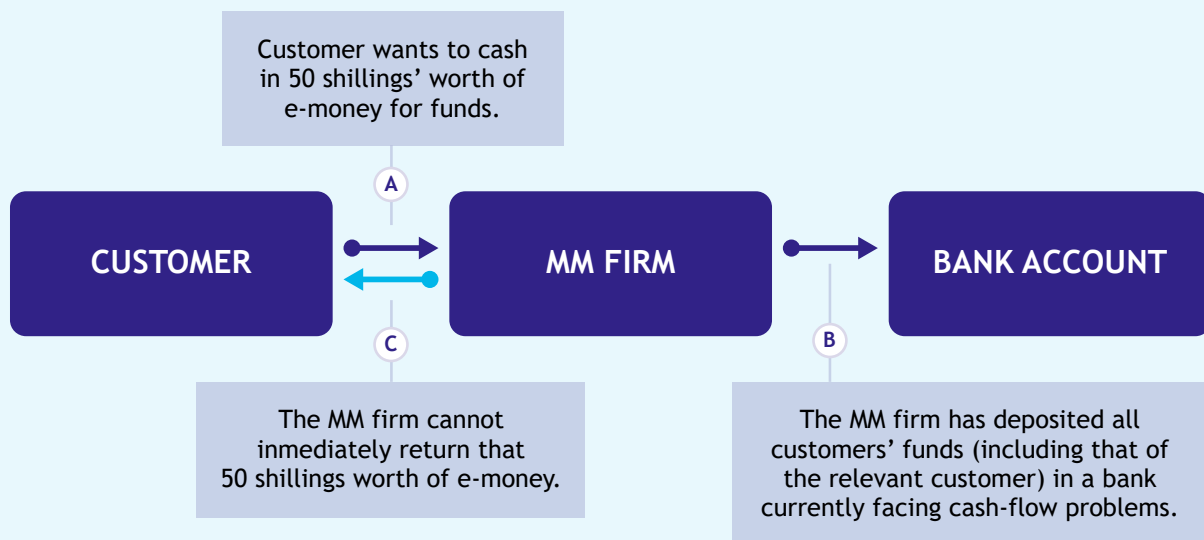 Customer wants to cash
in 50 shillings’ worth of
e-money for funds.
A
CUSTOMER
MM FIRM
BANK ACCOUNT
C
B
The MM firm cannot
inmediately return that
50 shillings worth of e-money.
The MM firm has deposited all
customers’ funds (including that of
the relevant customer) in a bank
currently facing cash-flow problems.